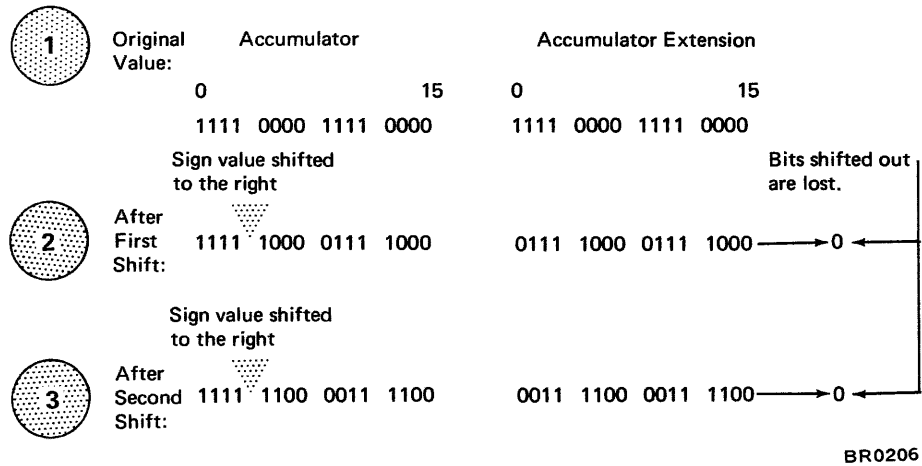 1 Original Accumulator Accumulator Extension
Value:
0 15 0 15
1111 0000 1111 0000 1111 0000 1111 0000
Sign value shifted Bits shifted out
to the right are lost.
After
2 First 1111 1000 0111 1000 0111 1000 0111 1000 0
Shift:
Sign value shifted
to the right
After
3 Second 1111 1100 0011 1100 0011 1100 0011 1100 0
Shift:
BR0206